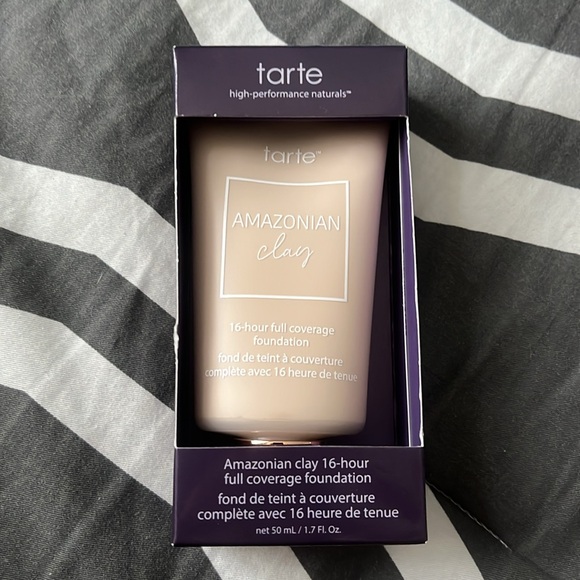 tarte
high-performance naturals™
tarte™
AMAZONIAN
clay
16-hour full coverage
foundation
fond de teint à couverture
complète avec 16 heure de tenue
Amazonian clay 16-hour
full coverage foundation
fond de teint à couverture
complète avec 16 heure de tenue
net 50 mL / 1.7 Fl. Oz.